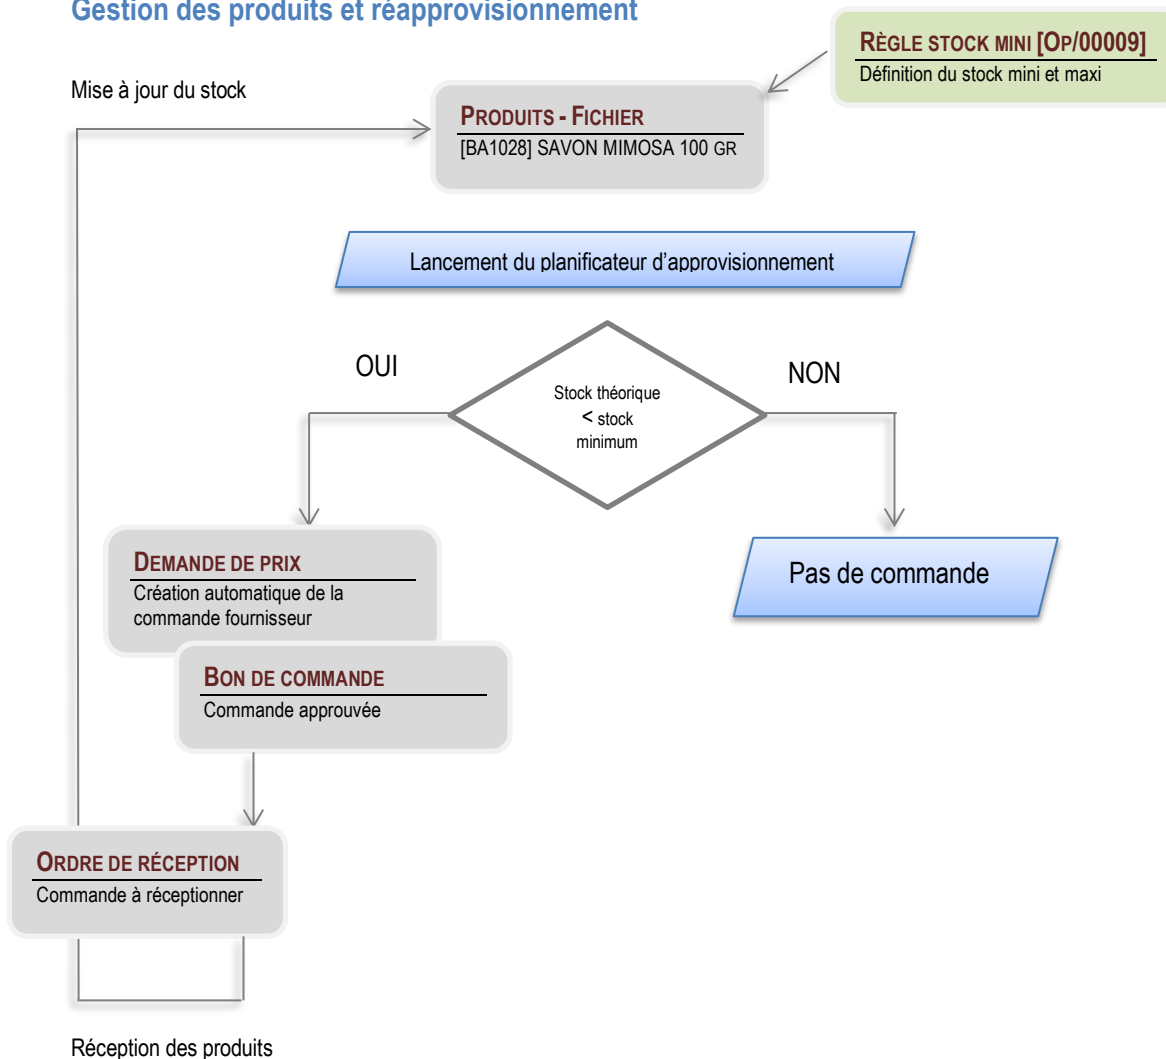 Gestion des produits et réapprovisionnement
RÈGLE STOCK MINI [OP/00009]
Définition du stock mini et maxi
Mise à jour du stock
PRODUITS - FICHIER
[BA1028] SAVON MIMOSA 100 GR
Lancement du planificateur d’approvisionnement
OUI
NON
Stock théorique
< stock
minimum
DEMANDE DE PRIX
Création automatique de la
commande fournisseur
Pas de commande
BON DE COMMANDE
Commande approuvée
ORDRE DE RÉCEPTION
Commande à réceptionner
Réception des produits